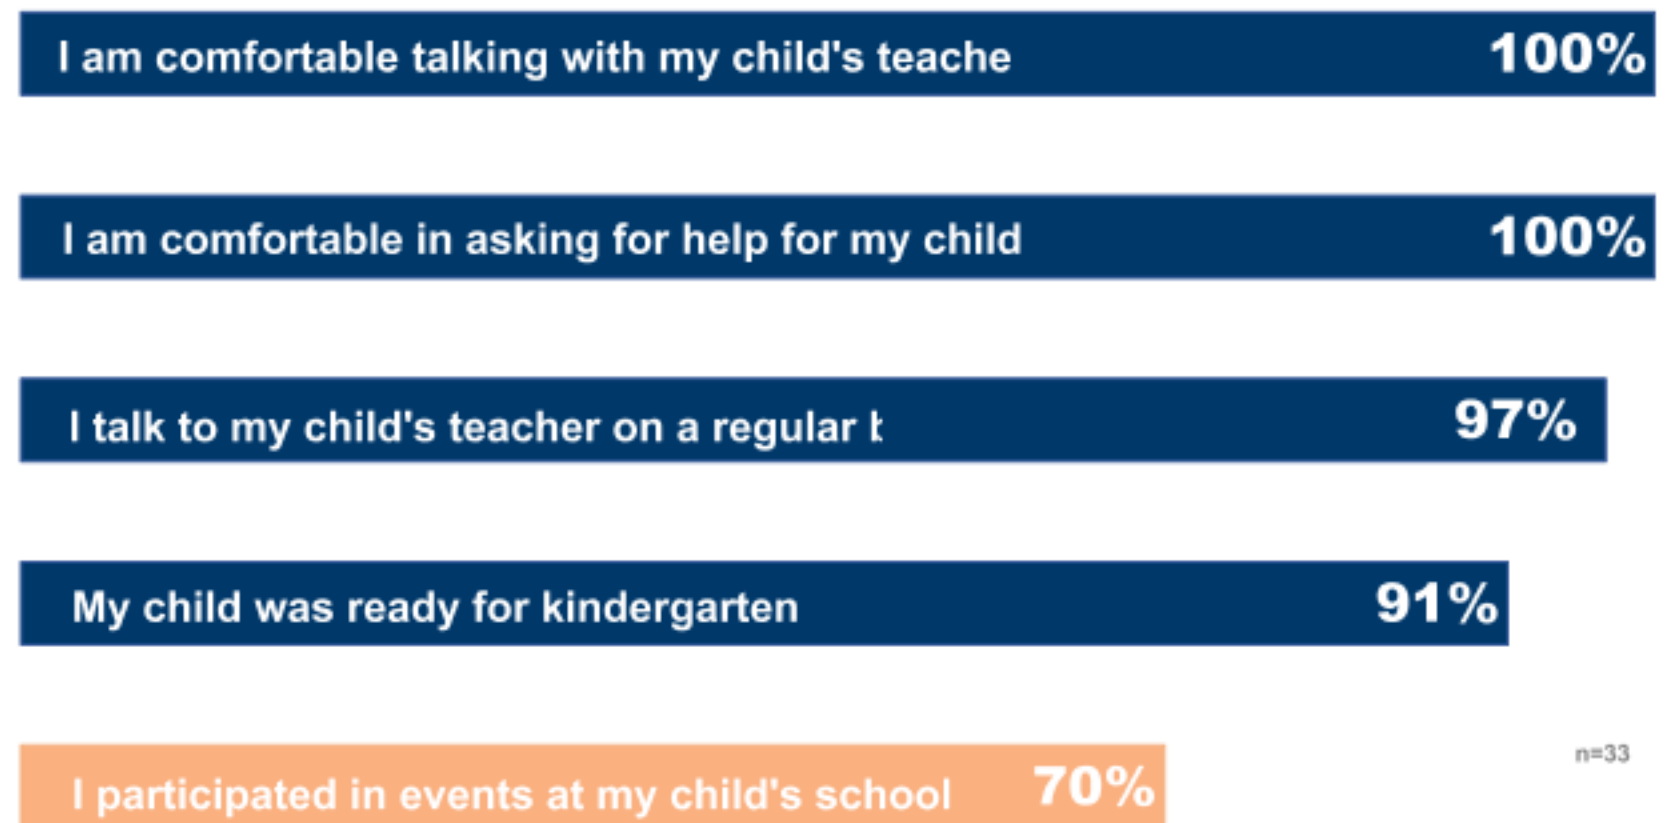 I am comfortable talking with my child's teache 100%
I am comfortable in asking for help for my child 100%
I talk to my child's teacher on a regular 97%
My child was ready for kindergarten 91%
n=33
I participated in events at my child's school 70%